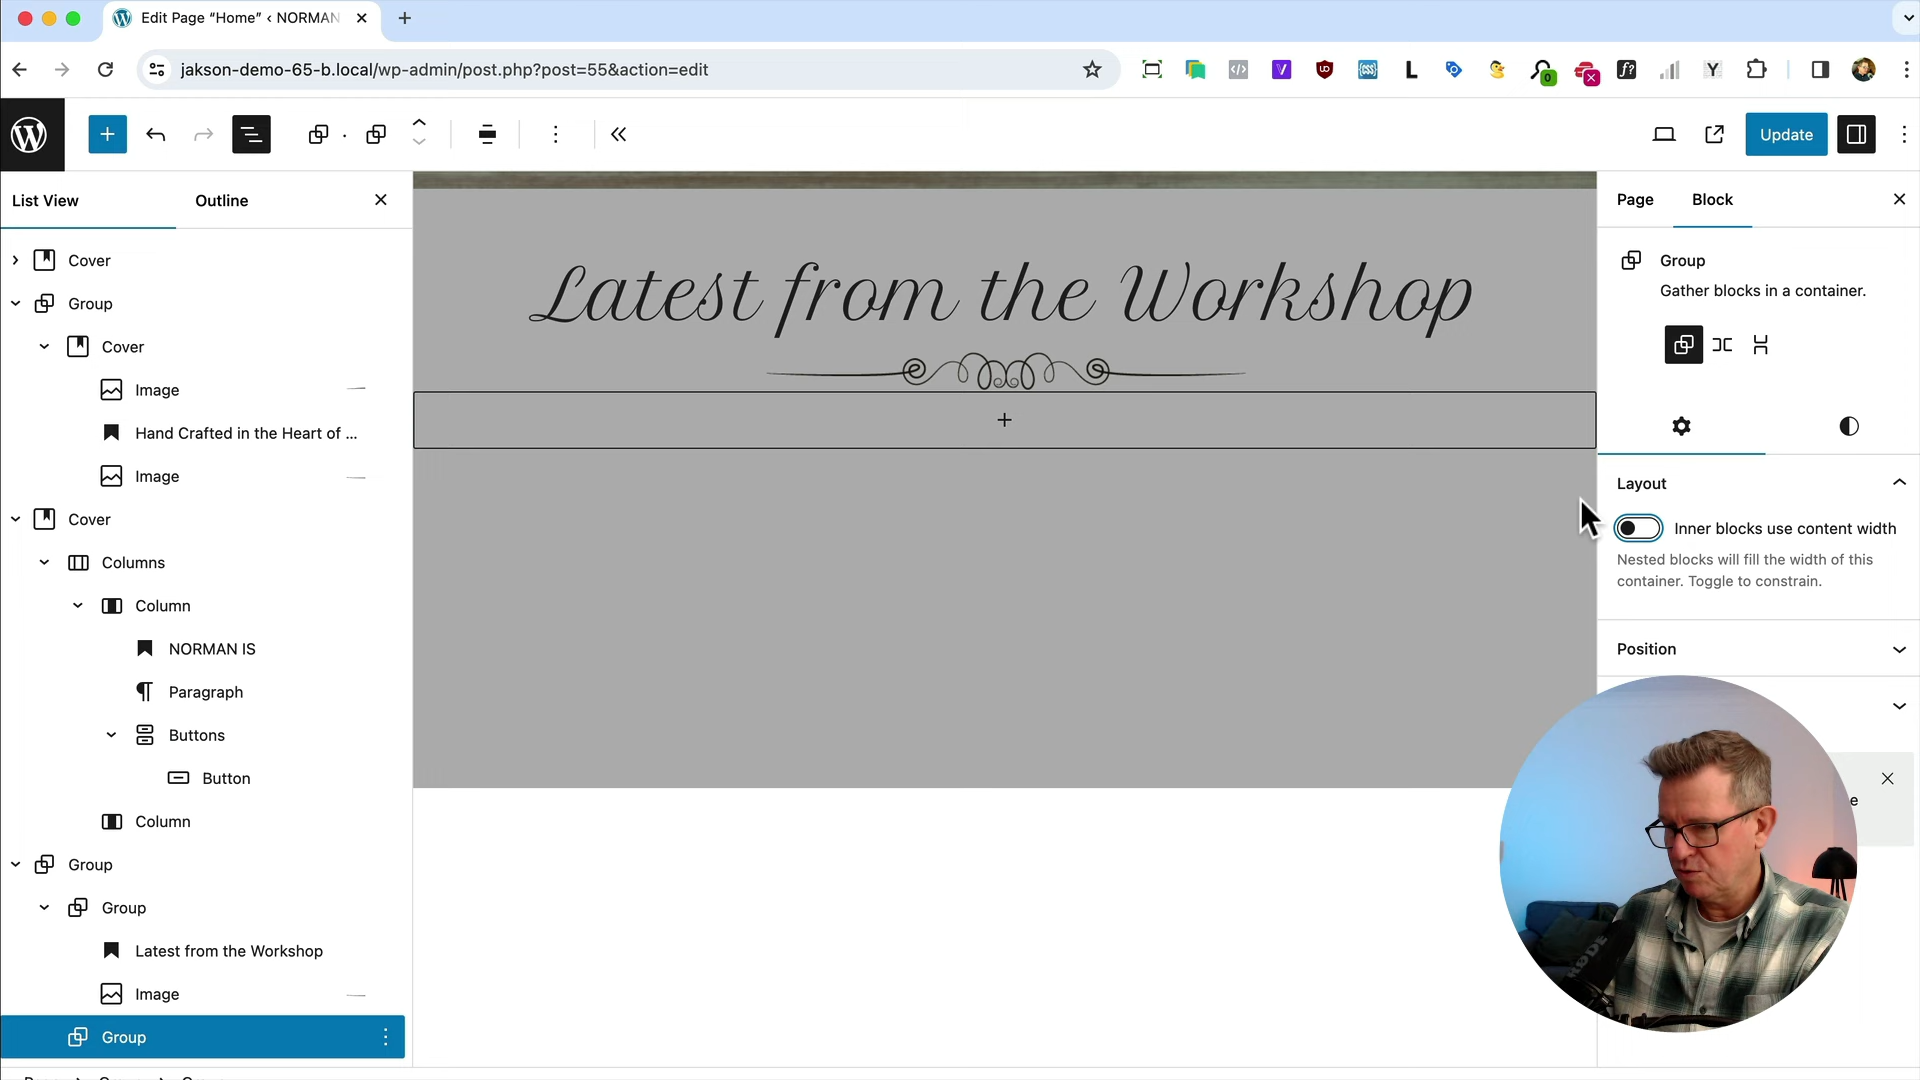 Edit Page “Home” ‹ NORMAN
jakson-demo-65-b.local/wp-admin/post.php?post=55&action=edit
0
Update
List View
Outline
Cover
Group
Cover
Image
Hand Crafted in the Heart of ...
Image
Cover
Columns
Column
NORMAN IS
Paragraph
Buttons
Button
Column
Group
Group
Latest from the Workshop
Image
Group
Latest from the Workshop
Page
Block
Group
Gather blocks in a container.
Layout
Inner blocks use content width
Nested blocks will fill the width of this
container. Toggle to constrain.
Position
e
RODE